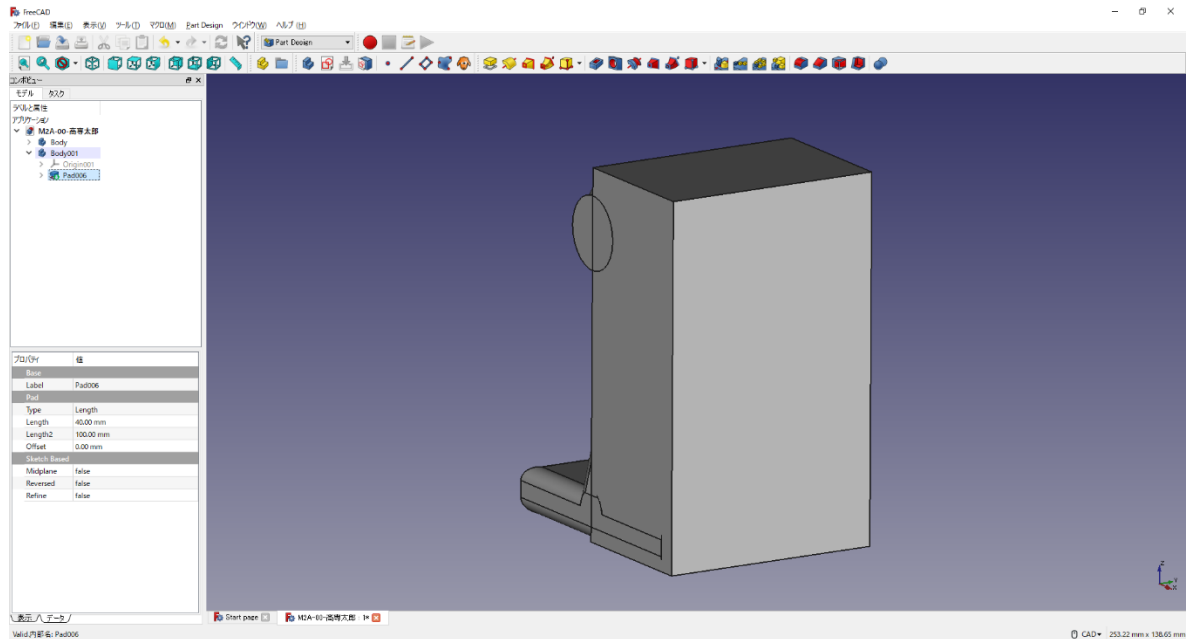 FreeCAD
ファイル(F) 編集(E) 表示(V) ツール(T) マクロ(M) Part Design ウインドウ(W) ヘルプ(H)
Part Design
コンボビュー
モデル タスク
ラベルと属性
アプリケーション
M2A-00-高専太郎
Body
Body001
Origin001
Pad006
プロパティ 値
Base
Label Pad006
Pad
Type Length
Length 40.00 mm
Length2 100.00 mm
Offset 0.00 mm
Sketch Based
Midplane false
Reversed false
Refine false
Z
Y
X
表示 データ
Start page
M2A-00-高専太郎 : 1*
Valid, 内部名: Pad006
CAD 253.22 mm x 138.65 mm